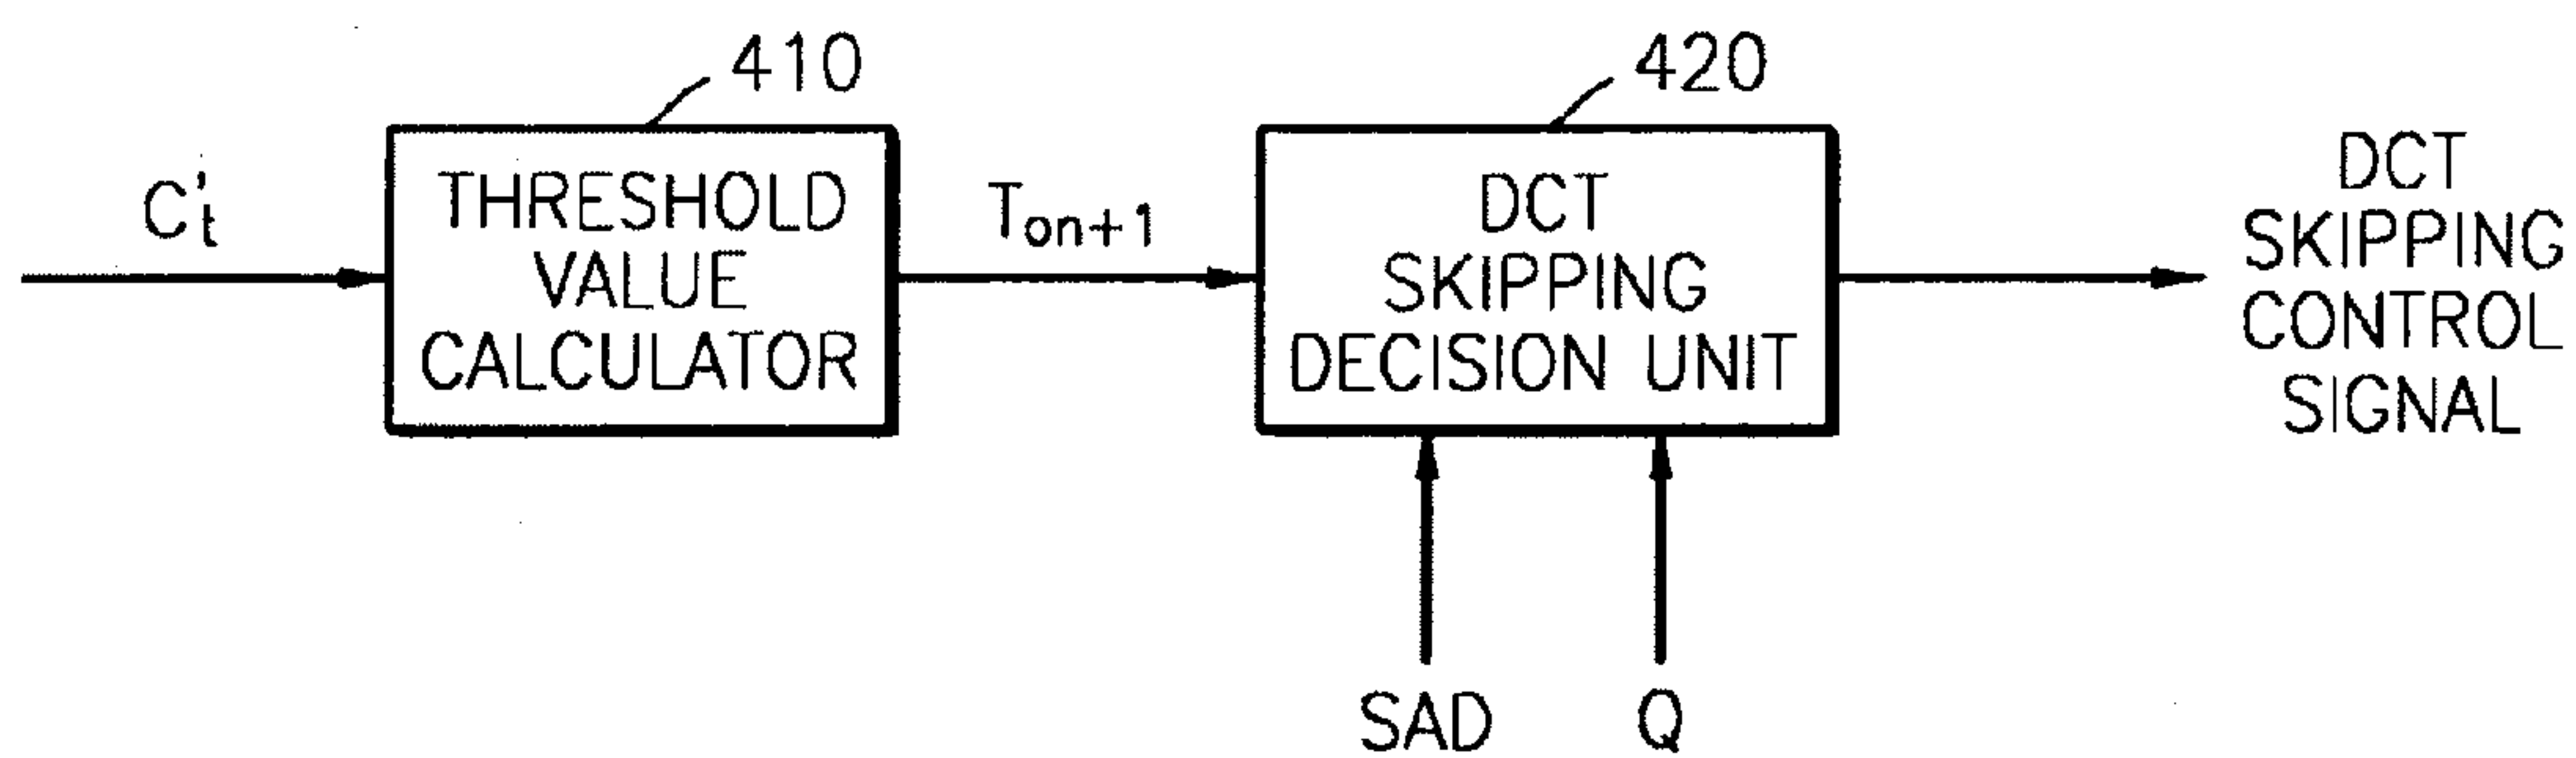 410
420
C't
THRESHOLD
VALUE
CALCULATOR
Ton+1
DCT
SKIPPING
DECISION UNIT
DCT
SKIPPING
CONTROL
SIGNAL
SAD
Q